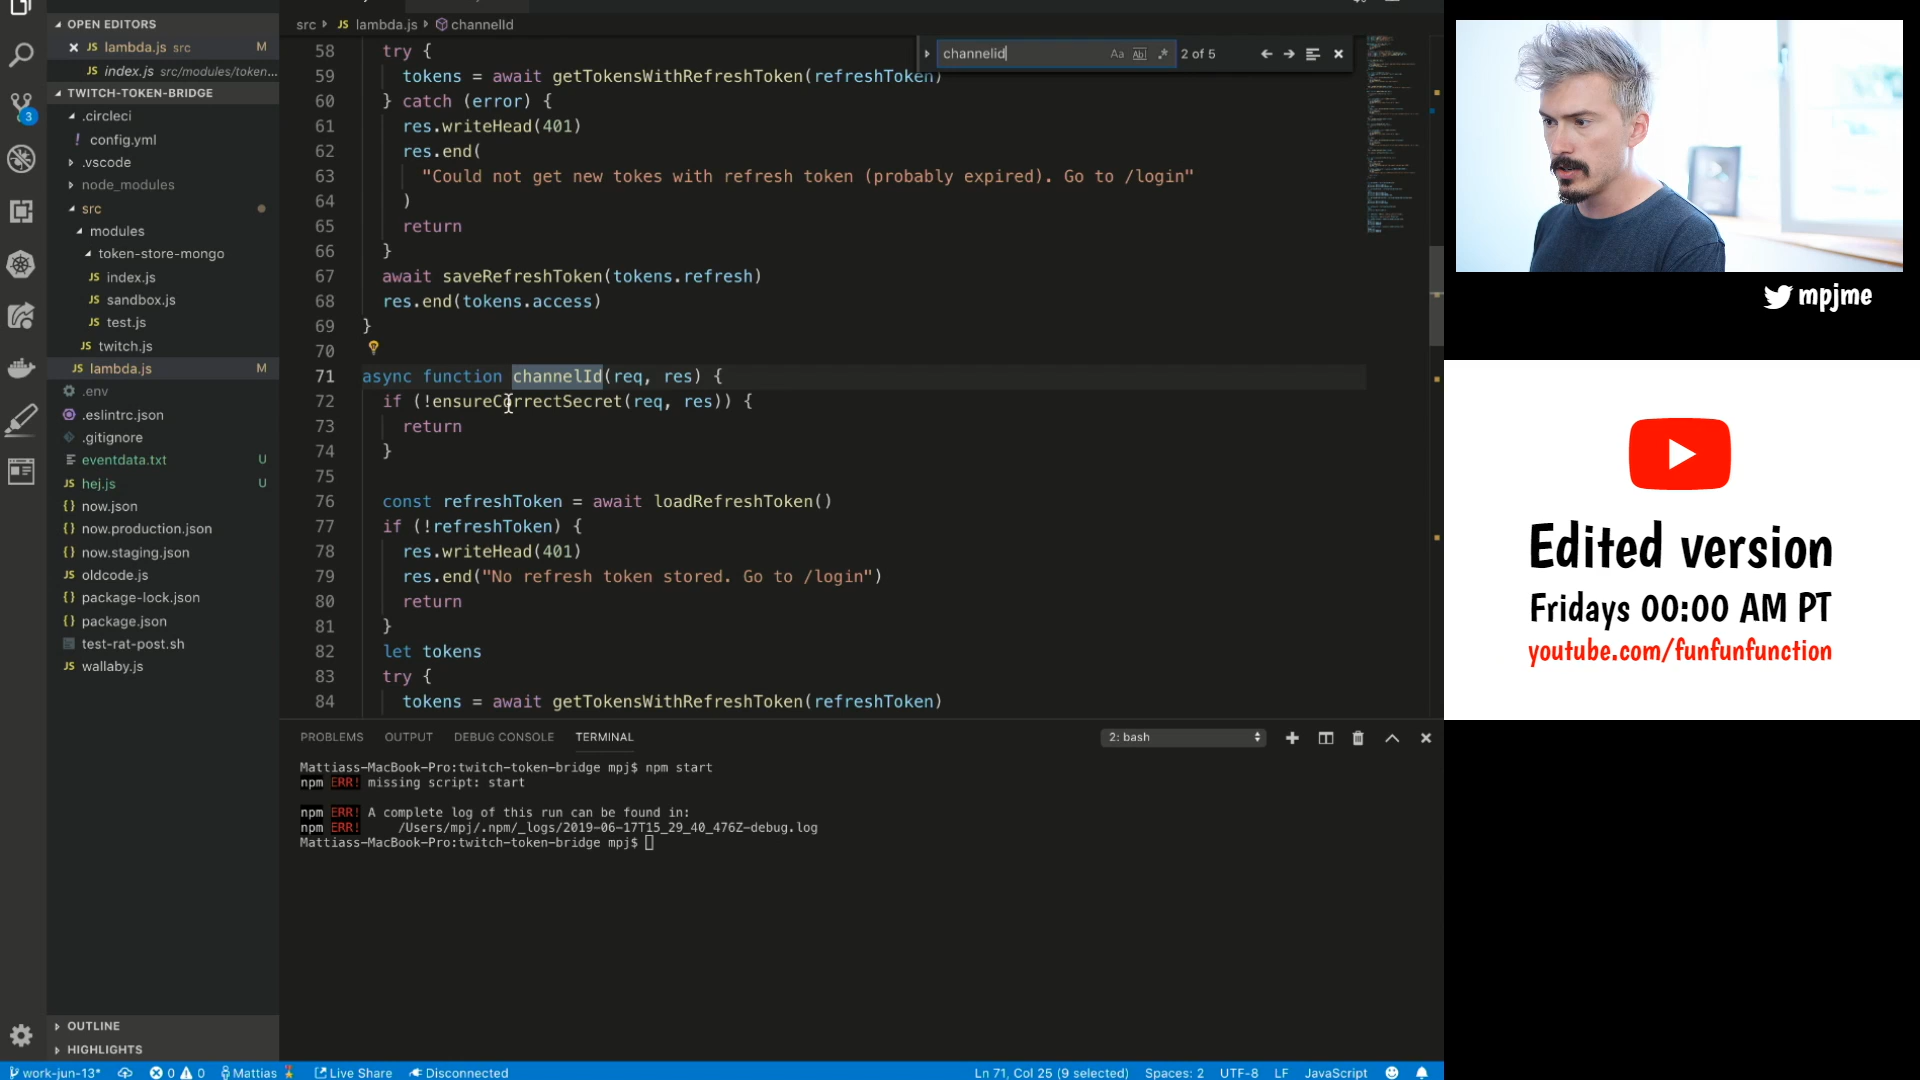 OPEN EDITORS
lambda.js src M
index.js src/modules/token...
TWITCH-TOKEN-BRIDGE
.circleci
config.yml
.vscode
node_modules
src
modules
token-store-mongo
index.js
sandbox.js
test.js
twitch.js
lambda.js M
.env
.eslintrc.json
.gitignore
eventdata.txt U
hej.js U
now.json
now.production.json
now.staging.json
oldcode.js
package-lock.json
package.json
test-rat-post.sh
wallaby.js
OUTLINE
HIGHLIGHTS
3
src lambda.js channelId
channelid 2 of 5
58 try {
59 tokens = await getTokensWithRefreshToken(refreshToken)
60 } catch (error) {
61 res.writeHead(401)
62 res.end(
63 "Could not get new tokes with refresh token (probably expired). Go to /login"
64 )
65 return
66 }
67 await saveRefreshToken(tokens.refresh)
68 res.end(tokens.access)
69 }
70
71 async function channelId(req, res) {
72 if (!ensureCorrectSecret(req, res)) {
73 return
74 }
75
76 const refreshToken = await loadRefreshToken()
77 if (!refreshToken) {
78 res.writeHead(401)
79 res.end("No refresh token stored. Go to /login")
80 return
81 }
82 let tokens
83 try {
84 tokens = await getTokensWithRefreshToken(refreshToken)
PROBLEMS OUTPUT DEBUG CONSOLE TERMINAL 2: bash
Mattiass-MacBook-Pro:twitch-token-bridge mpj$ npm start
npm ERR! missing script: start
npm ERR! A complete log of this run can be found in:
npm ERR! /Users/mpj/.npm/_logs/2019-06-17T15_29_40_476Z-debug.log
Mattiass-MacBook-Pro:twitch-token-bridge mpj$
work-jun-13* 0 0 Mattias Live Share Disconnected Ln 71, Col 25 (9 selected) Spaces: 2 UTF-8 LF JavaScript
mpjme
Edited version
Fridays 00:00 AM PT
youtube.com/funfunfunction